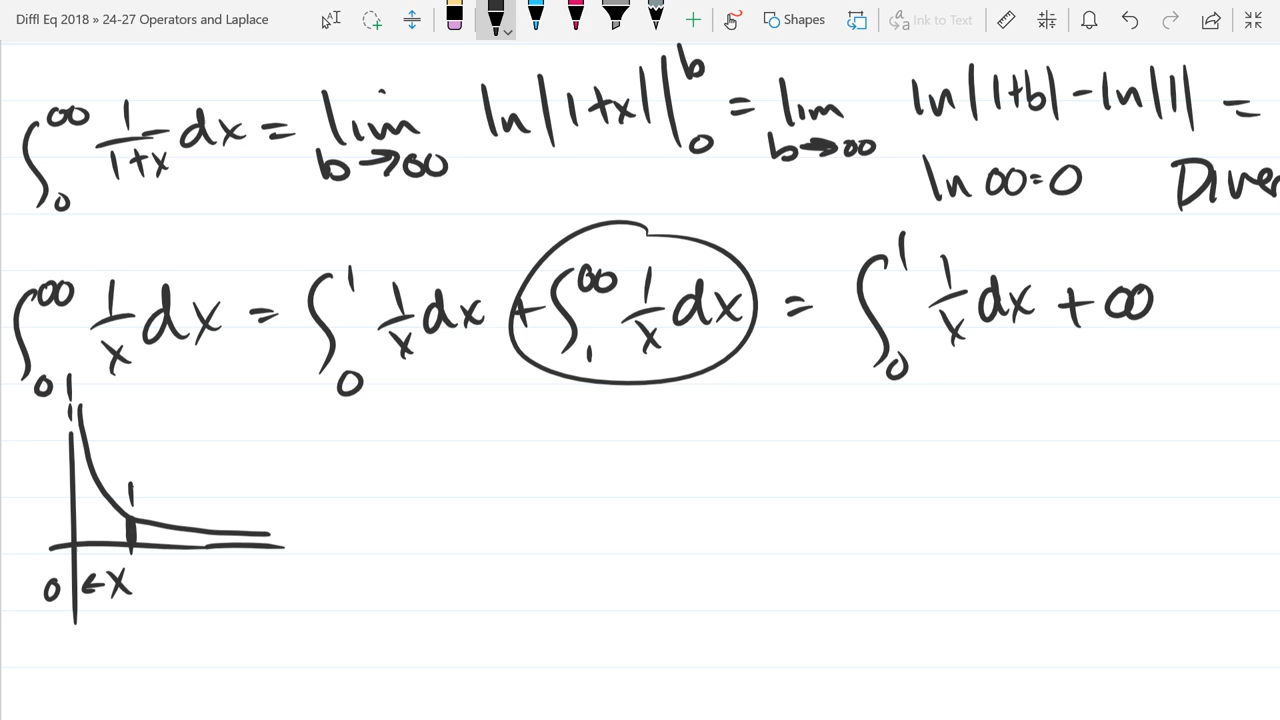 Diffl Eq 2018 » 24-27 Operators and Laplace
Shapes
Ink to Text
∫₀^∞ 1/(1+x) dx = lim_{b→∞} ln|1+x| |₀^b = lim_{b→∞} ln|1+b| - ln|1| =
ln ∞ = 0 Diver
∫₀^∞ 1/x dx = ∫₀^1 1/x dx + ∫₁^∞ 1/x dx = ∫₀^1 1/x dx + ∞
1
0 ← x